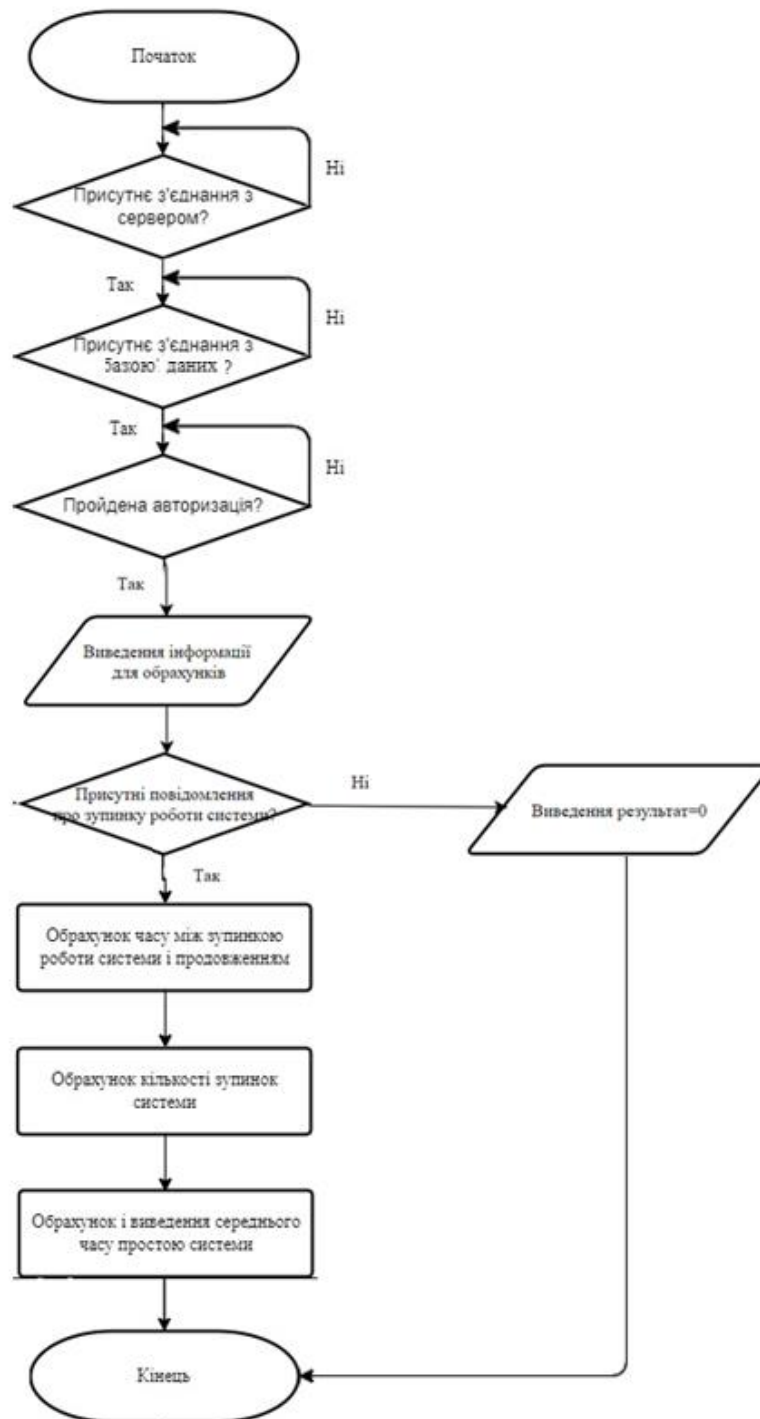 Початок
Ні
Присутнє з'єднання з
сервером?
Так
Ні
Присутнє з'єднання з
базою' даних ?
Так
Ні
Пройдена авторизація?
Так
Виведення інформації
для обрахунків
Присутні повідомлення
про зупинку роботи системи?
Ні
Виведення результат=0
Так
Обрахунок часу між зупинкою
роботи системи і продовженням
Обрахунок кількості зупинок
системи
Обрахунок і виведення середнього
часу простою системи
Кінець